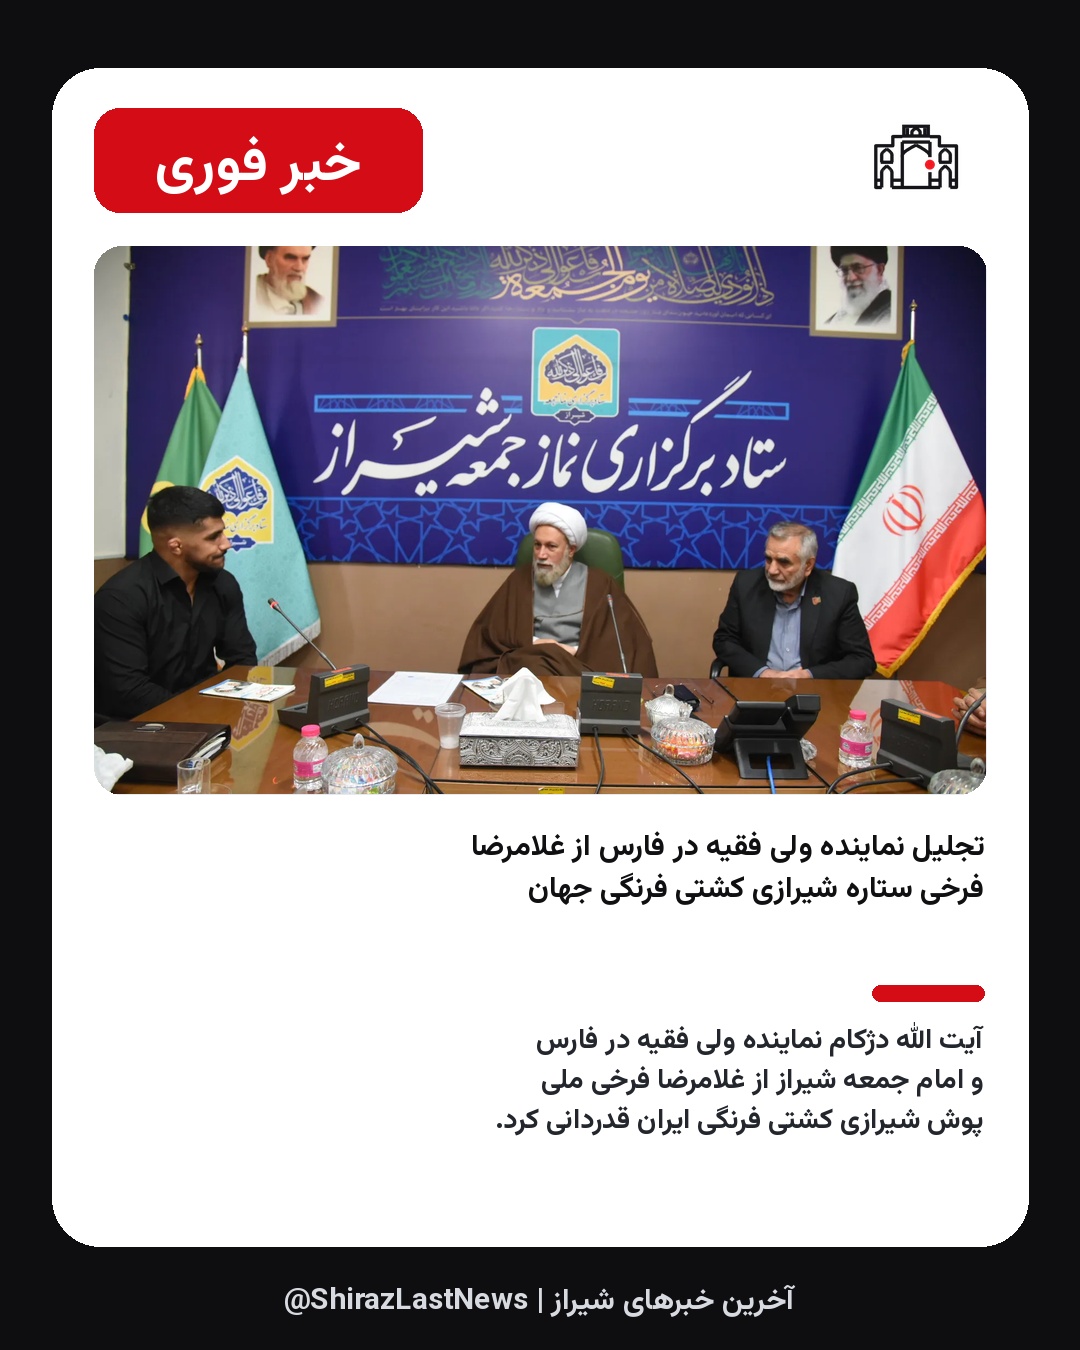 خبر فوری
ستاد برگزاری نماز جمعه شیراز
شیراز
تجلیل نماینده ولی فقیه در فارس از غلامرضا
فرخی ستاره شیرازی کشتی فرنگی جهان
آیت الله دژکام نماینده ولی فقیه در فارس
و امام جمعه شیراز از غلامرضا فرخی ملی
پوش شیرازی کشتی فرنگی ایران قدردانی کرد.
آخرین خبرهای شیراز | @ShirazLastNews